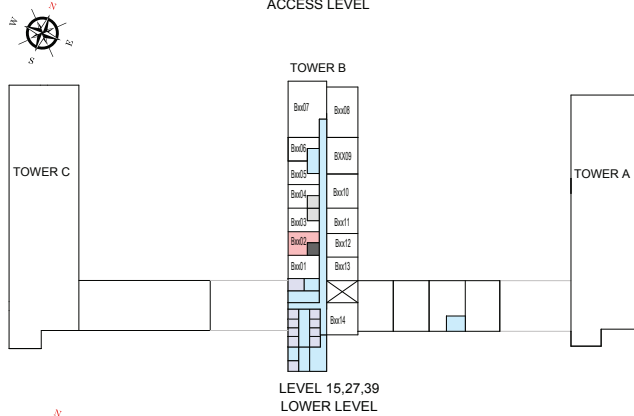 ACCESS LEVEL
N
W
E
S
TOWER B
Bxx07
Bxx08
Bxx06
BXX09
Bxx05
TOWER C
TOWER A
Bxx04
Bxx10
Bxx03
Bxx11
Bxx02
Bxx12
Bxx01
Bxx13
Bxx14
LEVEL 15,27,39
LOWER LEVEL
N